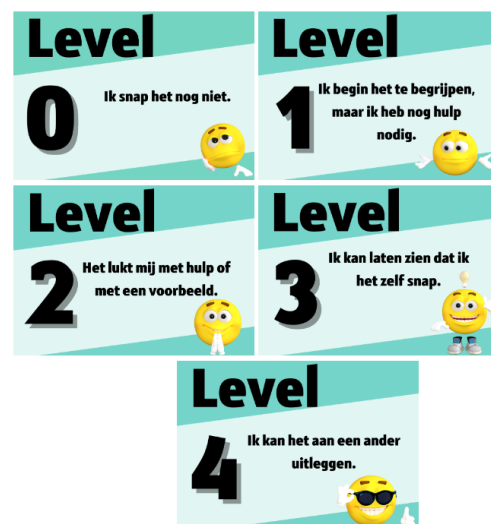 Level
0
Ik snap het nog niet.
Level
1
Ik begin het te begrijpen,
maar ik heb nog hulp
nodig.
Level
2
Het lukt mij met hulp of
met een voorbeeld.
Level
3
Ik kan laten zien dat ik
het zelf snap.
Level
4
Ik kan het aan een ander
uitleggen.